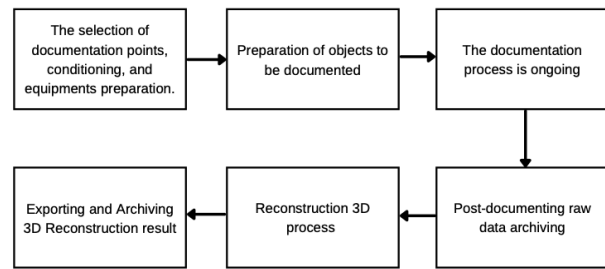 The selection of
documentation points,
conditioning, and
equipments preparation.
Preparation of objects to
be documented
The documentation
process is ongoing
Post-documenting raw
data archiving
Reconstruction 3D
process
Exporting and Archiving
3D Reconstruction result